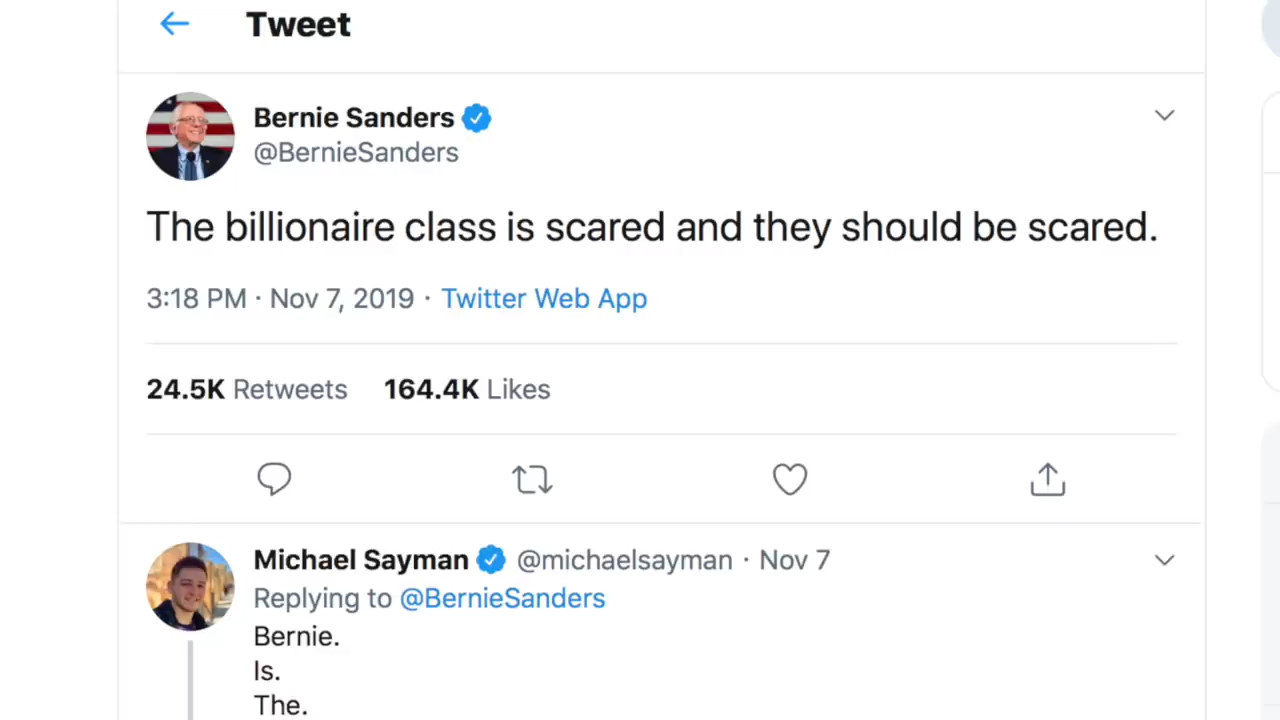 Tweet
Bernie Sanders
@BernieSanders
The billionaire class is scared and they should be scared.
3:18 PM · Nov 7, 2019 · Twitter Web App
24.5K Retweets 164.4K Likes
Michael Sayman @michaelsayman · Nov 7
Replying to @BernieSanders
Bernie.
Is.
The.